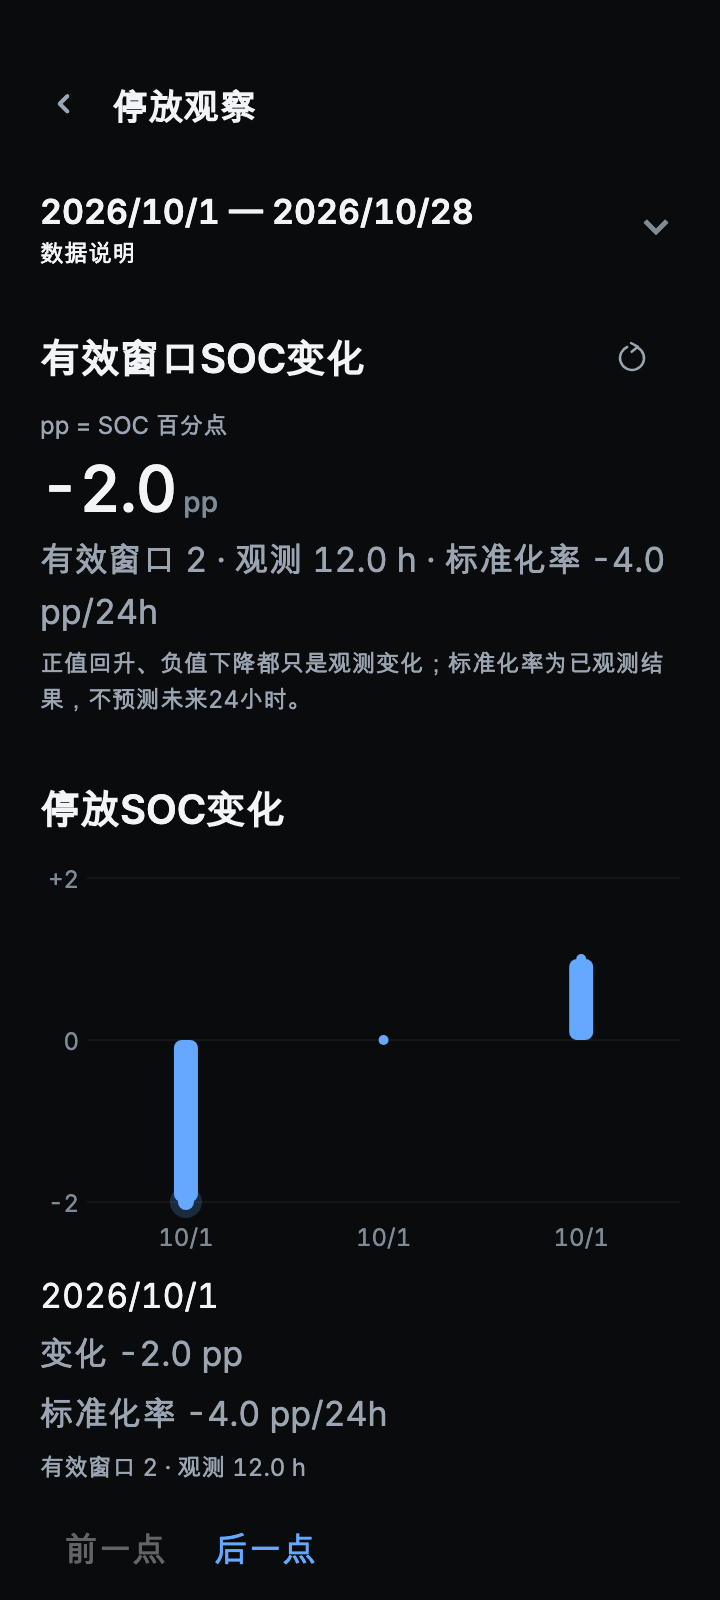 停放观察
2026/10/1 — 2026/10/28
数据说明
有效窗口SOC变化
pp = SOC 百分点
-2.0 pp
有效窗口 2 · 观测 12.0 h · 标准化率 -4.0
pp/24h
正值回升、负值下降都只是观测变化；标准化率为已观测结
果，不预测未来24小时。
停放SOC变化
+2
0
-2
10/1 10/1 10/1
2026/10/1
变化 -2.0 pp
标准化率 -4.0 pp/24h
有效窗口 2 · 观测 12.0 h
前一点 后一点